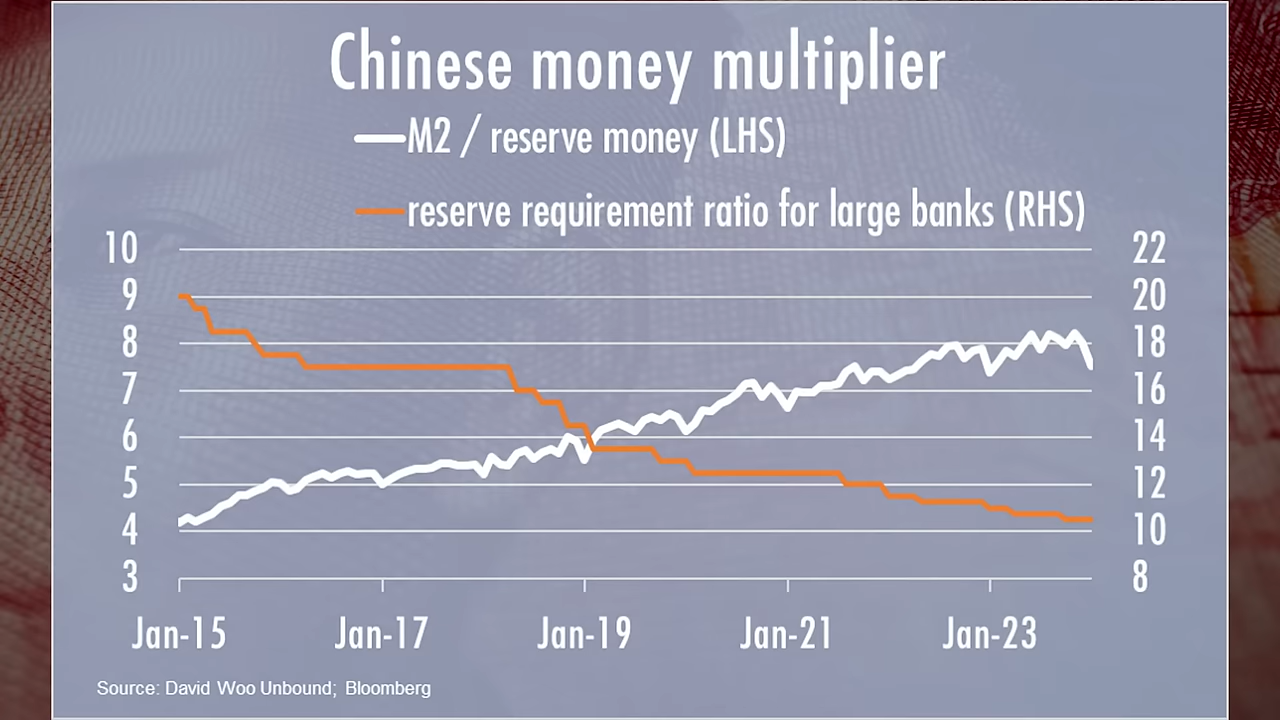 Chinese money multiplier
M2 / reserve money (LHS)
reserve requirement ratio for large banks (RHS)
10 22
9 20
8 18
7 16
6 14
5 12
4 10
3 8
Jan-15 Jan-17 Jan-19 Jan-21 Jan-23
Source: David Woo Unbound; Bloomberg